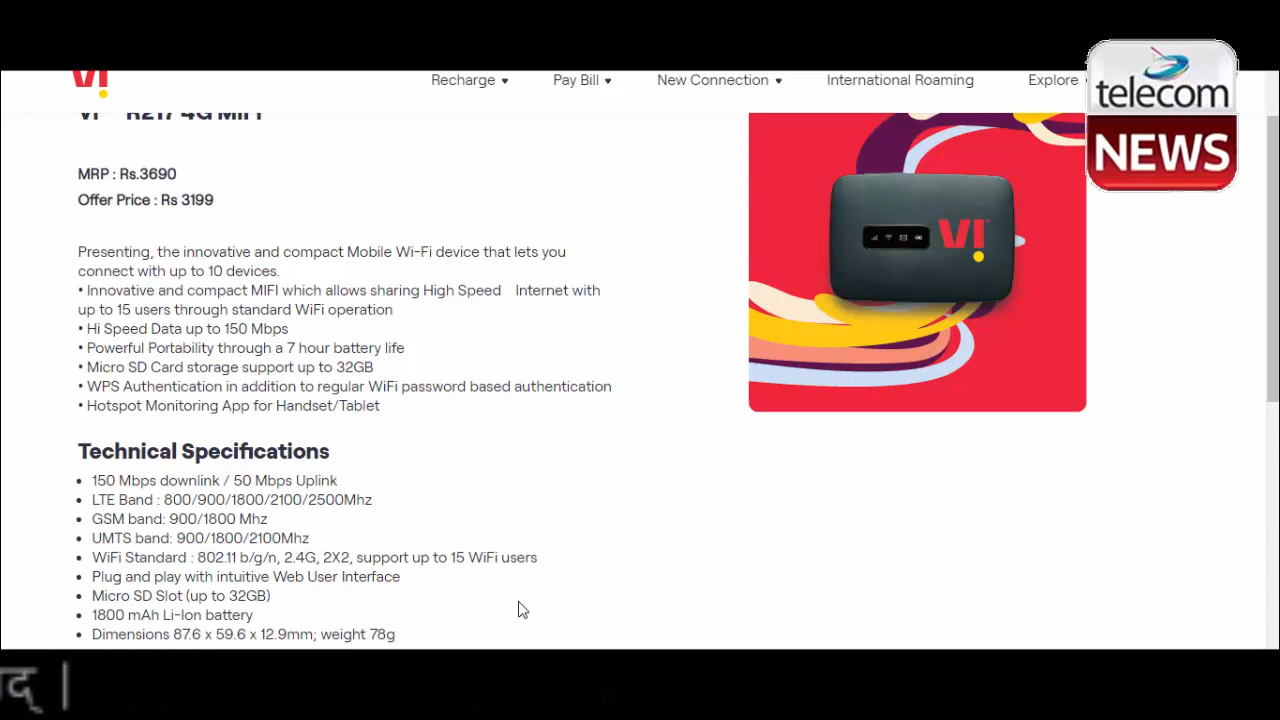 VI
Recharge
Pay Bill
New Connection
International Roaming
Explore
telecom
NEWS
VI™ R217 4G MIFI
MRP : Rs.3690
Offer Price : Rs 3199
Presenting, the innovative and compact Mobile Wi-Fi device that lets you
connect with up to 10 devices.
• Innovative and compact MIFI which allows sharing High Speed Internet with
up to 15 users through standard WiFi operation
• Hi Speed Data up to 150 Mbps
• Powerful Portability through a 7 hour battery life
• Micro SD Card storage support up to 32GB
• WPS Authentication in addition to regular WiFi password based authentication
• Hotspot Monitoring App for Handset/Tablet
VI
Technical Specifications
• 150 Mbps downlink / 50 Mbps Uplink
• LTE Band : 800/900/1800/2100/2500Mhz
• GSM band: 900/1800 Mhz
• UMTS band: 900/1800/2100Mhz
• WiFi Standard : 802.11 b/g/n, 2.4G, 2X2, support up to 15 WiFi users
• Plug and play with intuitive Web User Interface
• Micro SD Slot (up to 32GB)
• 1800 mAh Li-Ion battery
• Dimensions 87.6 x 59.6 x 12.9mm; weight 78g